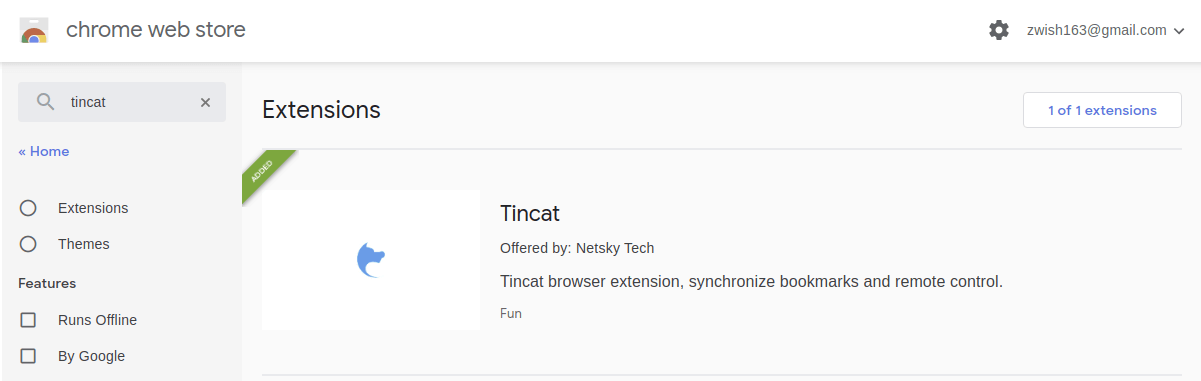 chrome web store
zwish163@gmail.com
tincat
« Home
Extensions
Themes
Features
Runs Offline
By Google
Extensions
1 of 1 extensions
ADDED
Tincat
Offered by: Netsky Tech
Tincat browser extension, synchronize bookmarks and remote control.
Fun